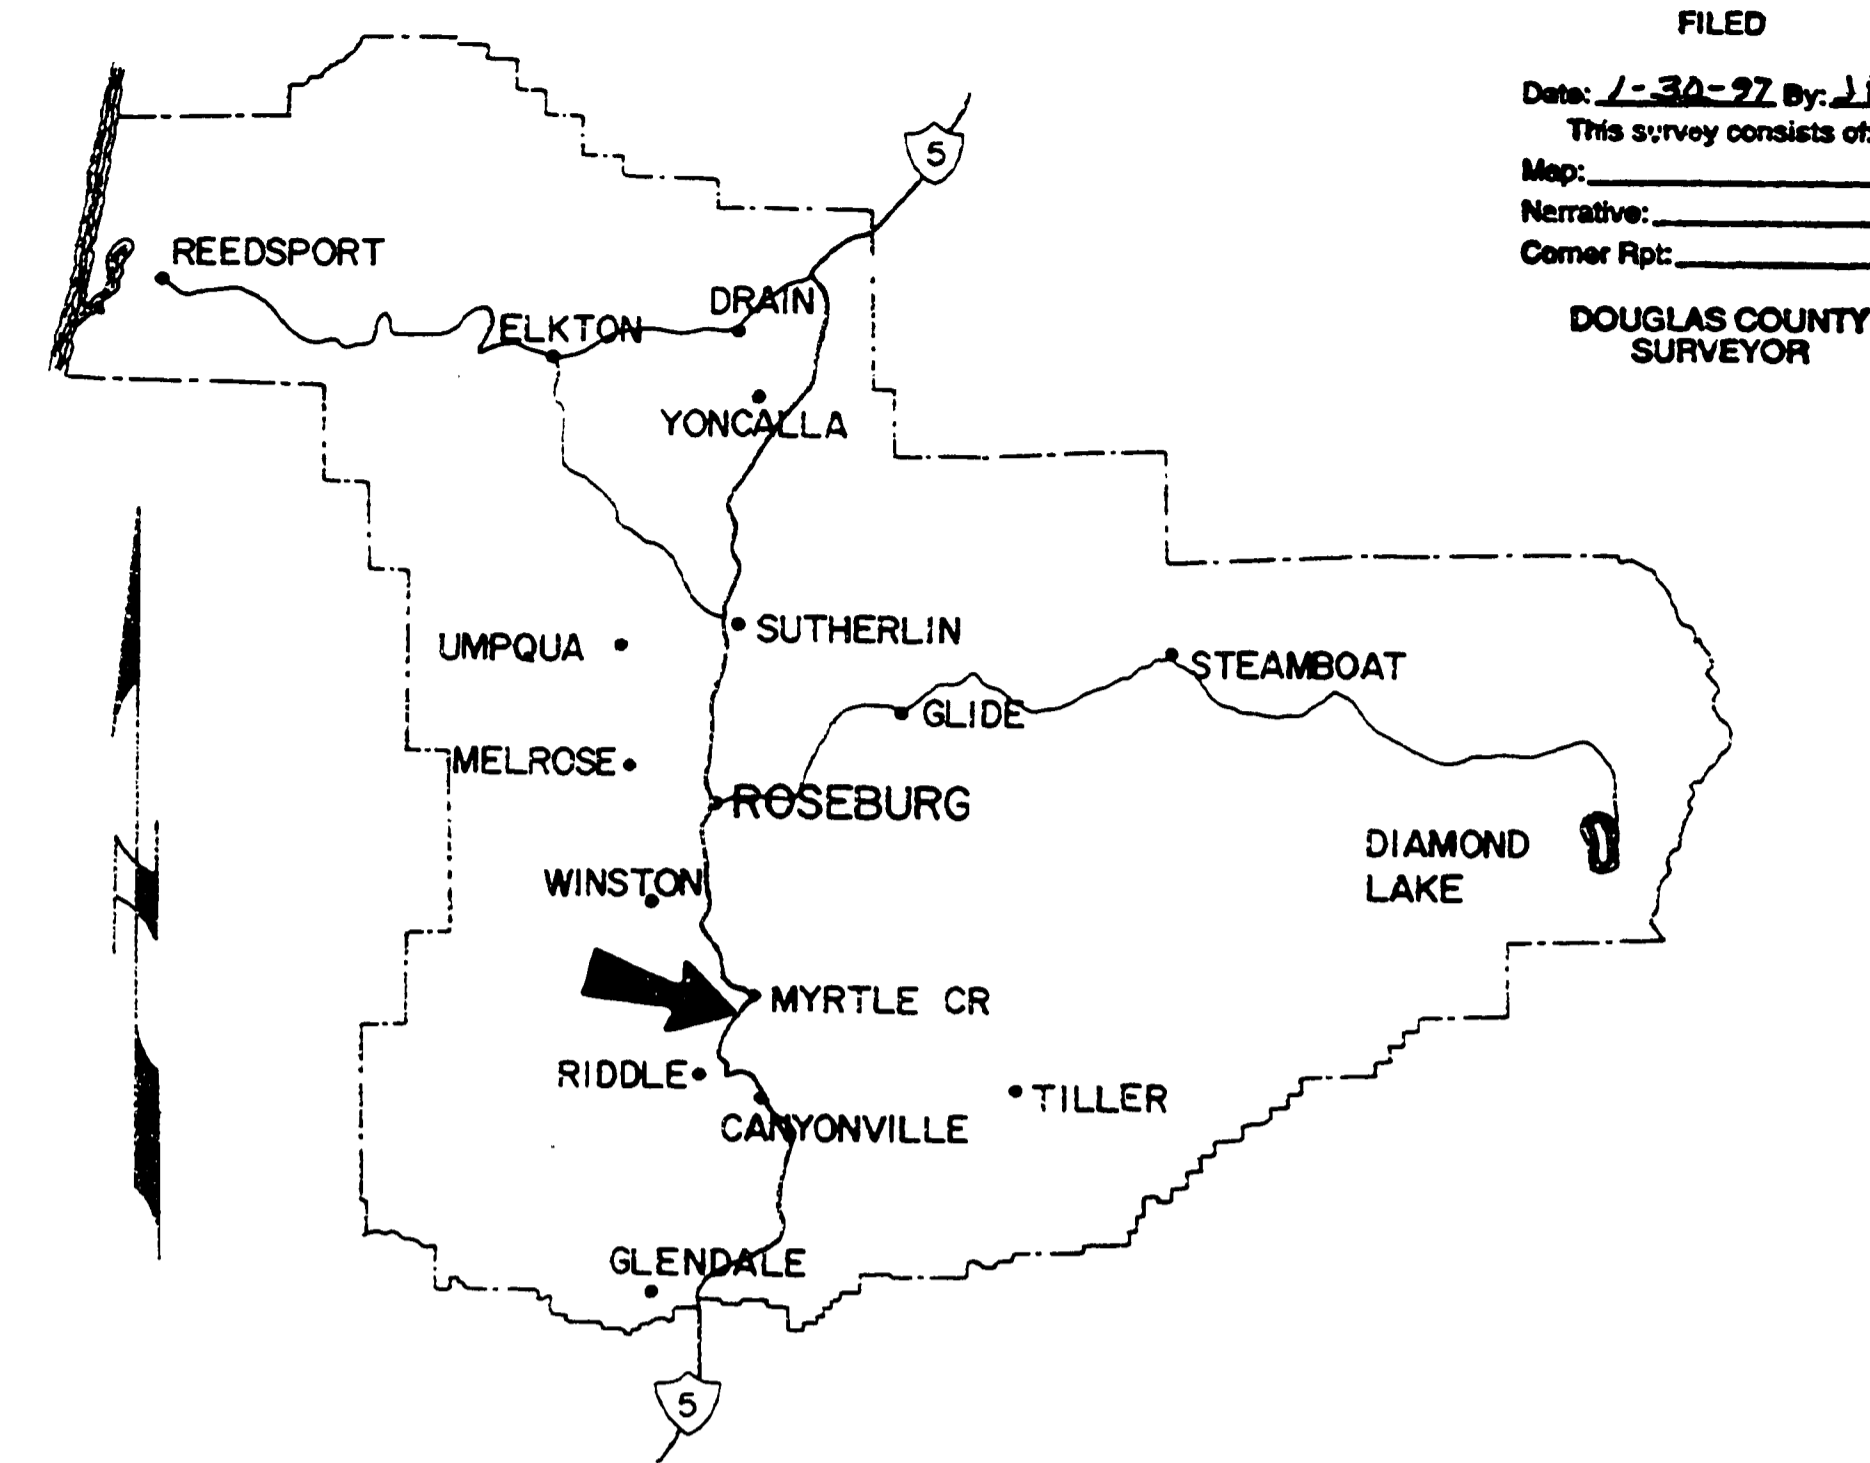 FILED
Date: 1-30-97 By:
This survey consists of:
Map:
Narrative:
Corner Rpt:
DOUGLAS COUNTY
SURVEYOR
5
REEDSPORT
DRAIN
ELKTON
YONCALLA
SUTHERLIN
UMPQUA
STEAMBOAT
GLIDE
MELROSE
ROSEBURG
DIAMOND
LAKE
WINSTON
N
MYRTLE CR
RIDDLE
TILLER
CANYONVILLE
GLENDALE
5